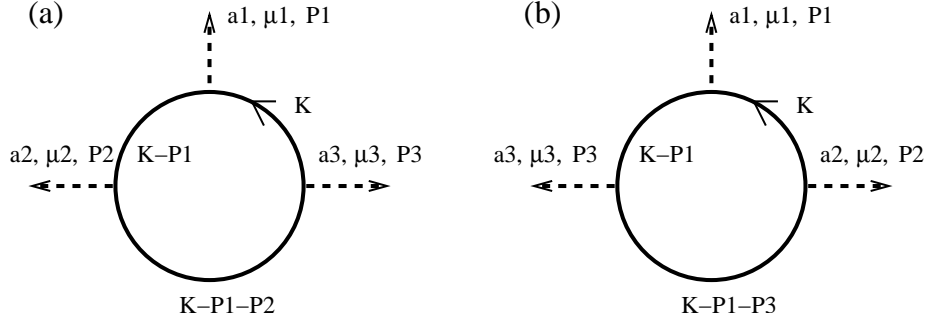 (a)
a1, μ1, P1
K
a2, μ2, P2
K−P1
a3, μ3, P3
K−P1−P2
(b)
a1, μ1, P1
K
a3, μ3, P3
K−P1
a2, μ2, P2
K−P1−P3